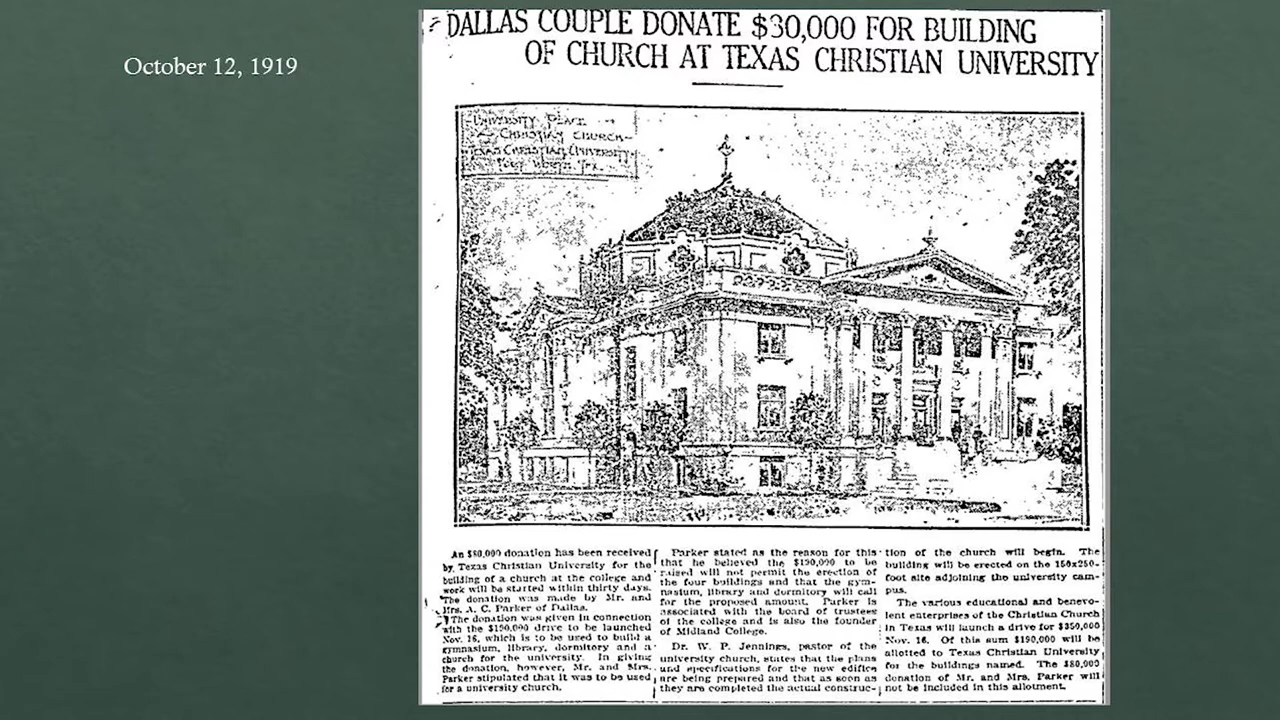 October 12, 1919
DALLAS COUPLE DONATE $30,000 FOR BUILDING
OF CHURCH AT TEXAS CHRISTIAN UNIVERSITY
UNIVERSITY PLACE
CHRISTIAN CHURCH
TEXAS CHRISTIAN UNIVERSITY
FORT WORTH, TEX.
An $80,000 donation has been received
by Texas Christian University for the
building of a church at the college and
work will be started within thirty days.
The donation was made by Mr. and
Mrs. A. C. Parker of Dallas.
The donation was given in connection
with the $190,000 drive to be launched
Nov. 16, which is to be used to build a
gymnasium, library, dormitory and a
church for the university. In giving
the donation, however, Mr. and Mrs.
Parker stipulated that it was to be used
for a university church.
Parker stated as the reason for this
that he believed the $190,000 to be
raised will not permit the erection of
the four buildings and that the gym-
nasium, library and dormitory will call
for the proposed amount. Parker is
associated with the board of trustees
of the college and is also the founder
of Midland College.
Dr. W. P. Jennings, pastor of the
university church, states that the plans
and specifications for the new edifice
are being prepared and that as soon as
they are completed the actual construc-
tion of the church will begin. The
building will be erected on the 150x250-
foot site adjoining the university cam-
pus.
The various educational and benevo-
lent enterprises of the Christian Church
in Texas will launch a drive for $350,000
Nov. 16. Of this sum $190,000 will be
allotted to Texas Christian University
for the buildings named. The $80,000
donation of Mr. and Mrs. Parker will
not be included in this allotment.